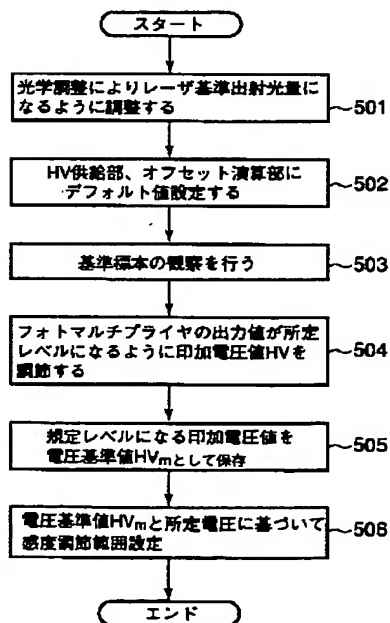 スタート
光学調整によりレーザ基準出射光量に
なるように調整する
501
HV供給部、オフセット演算部に
デフォルト値設定する
502
基準標本の観察を行う
503
フォトマルチプライヤの出力値が所定
レベルになるように印加電圧値HVを
調節する
504
規定レベルになる印加電圧値を
電圧基準値HVmとして保存
505
電圧基準値HVmと所定電圧に基づいて
感度調節範囲設定
506
エンド